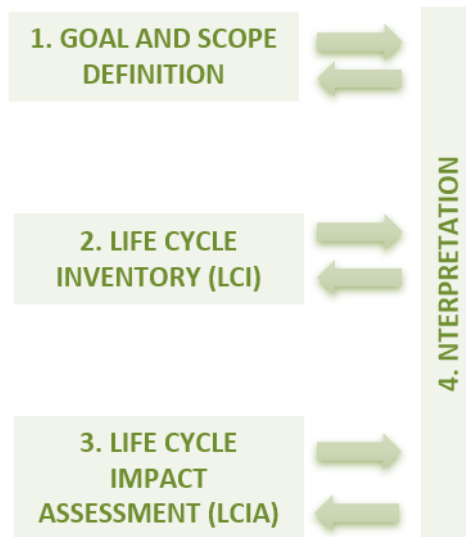 1. GOAL AND SCOPE
DEFINITION
2. LIFE CYCLE
INVENTORY (LCI)
3. LIFE CYCLE
IMPACT
ASSESSMENT (LCIA)
4. NTERPRETATION